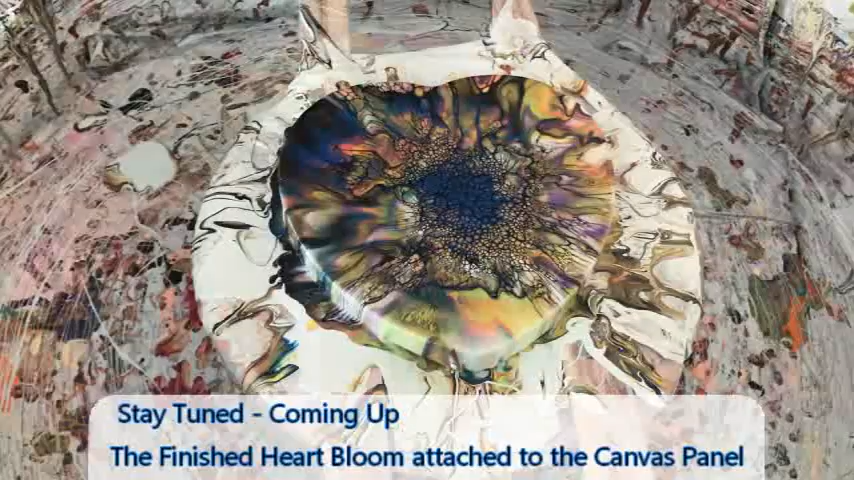 Stay Tuned - Coming Up
The Finished Heart Bloom attached to the Canvas Panel